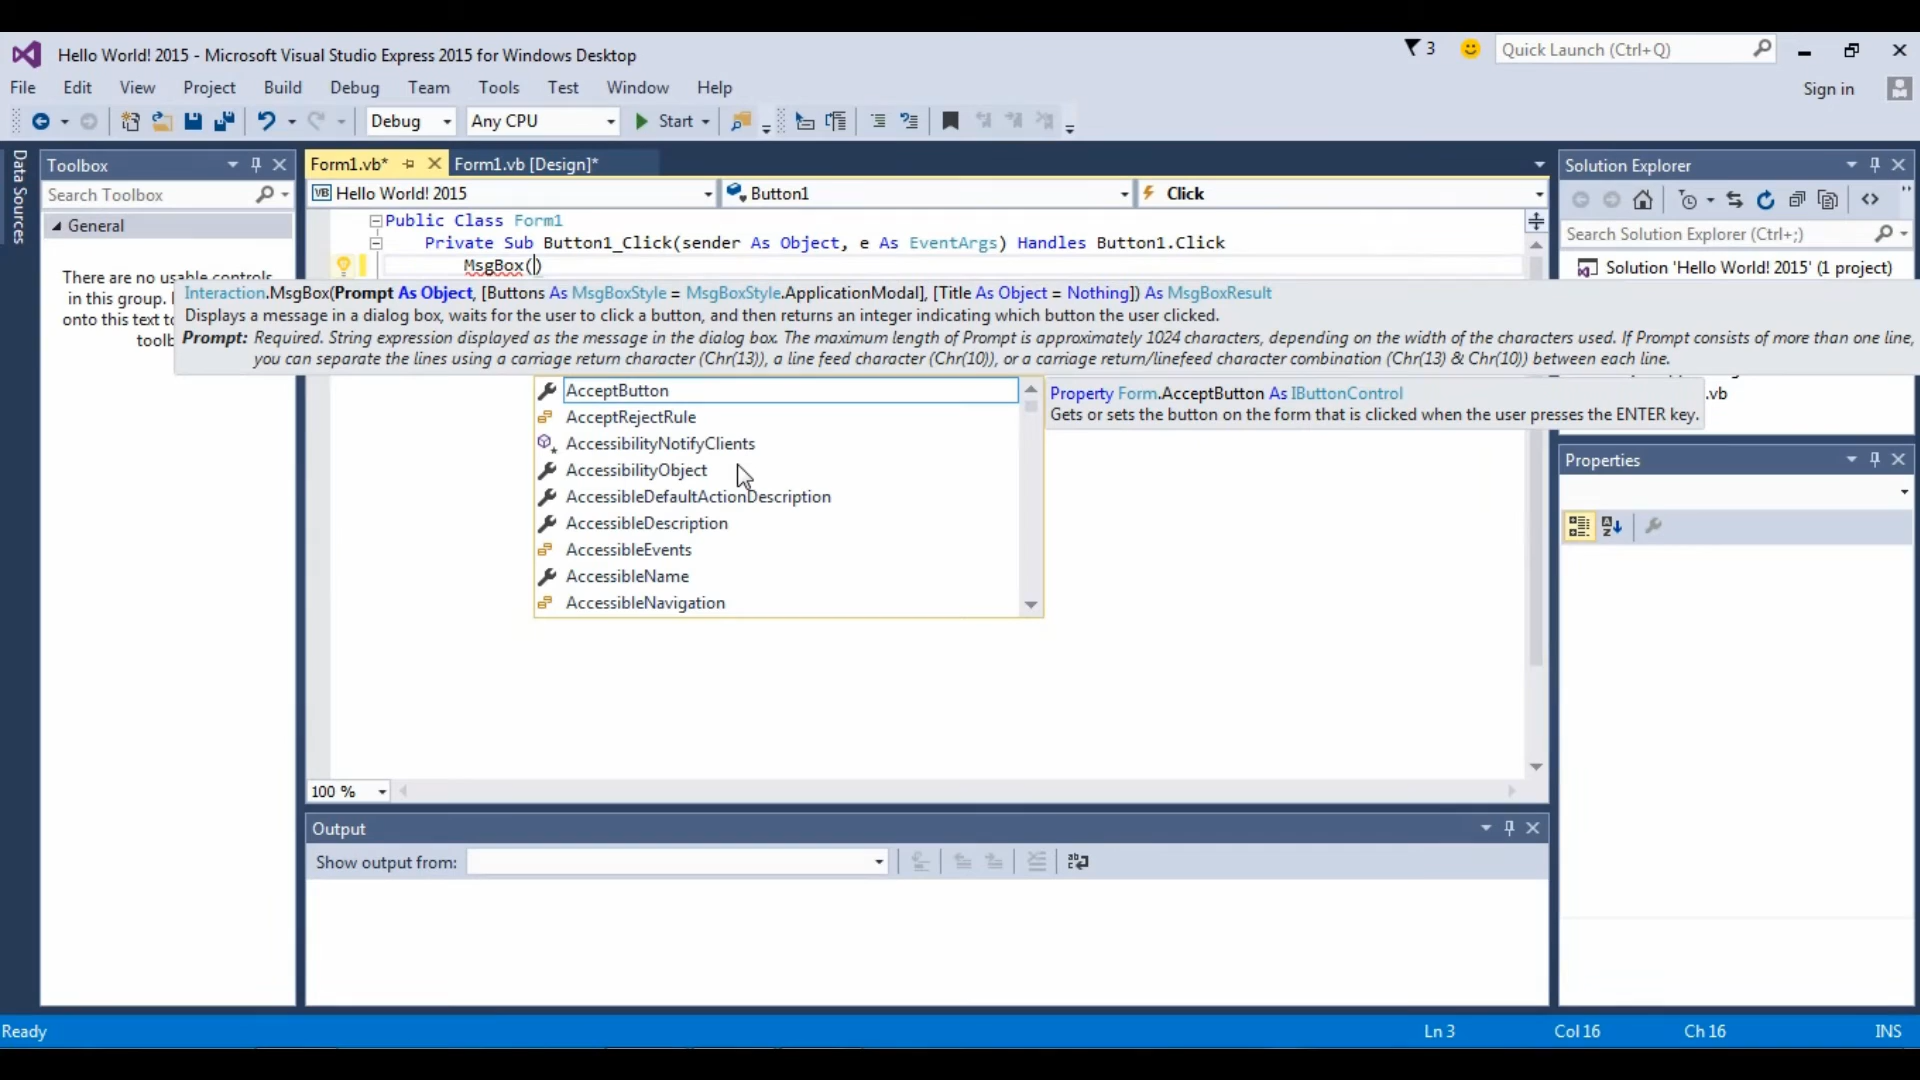 Hello World! 2015 - Microsoft Visual Studio Express 2015 for Windows Desktop
3
Quick Launch (Ctrl+Q)
File Edit View Project Build Debug Team Tools Test Window Help
Sign in
Debug
Any CPU
Start
Data Sources
Toolbox
Search Toolbox
General
There are no usable controls
in this group.
onto this text to
Form1.vb*
Form1.vb [Design]*
Hello World! 2015
Button1
Click
Public Class Form1
Private Sub Button1_Click(sender As Object, e As EventArgs) Handles Button1.Click
MsgBox()
Interaction.MsgBox(Prompt As Object, [Buttons As MsgBoxStyle = MsgBoxStyle.ApplicationModal], [Title As Object = Nothing]) As MsgBoxResult
Displays a message in a dialog box, waits for the user to click a button, and then returns an integer indicating which button the user clicked.
Prompt: Required. String expression displayed as the message in the dialog box. The maximum length of Prompt is approximately 1024 characters, depending on the width of the characters used. If Prompt consists of more than one line,
you can separate the lines using a carriage return character (Chr(13)), a line feed character (Chr(10)), or a carriage return/linefeed character combination (Chr(13) & Chr(10)) between each line.
AcceptButton
AcceptRejectRule
AccessibilityNotifyClients
AccessibilityObject
AccessibleDefaultActionDescription
AccessibleDescription
AccessibleEvents
AccessibleName
AccessibleNavigation
Property Form.AcceptButton As IButtonControl
Gets or sets the button on the form that is clicked when the user presses the ENTER key.
100 %
Output
Show output from:
Solution Explorer
Search Solution Explorer (Ctrl+;)
Solution 'Hello World! 2015' (1 project)
.vb
Properties
Ready
Ln 3
Col 16
Ch 16
INS